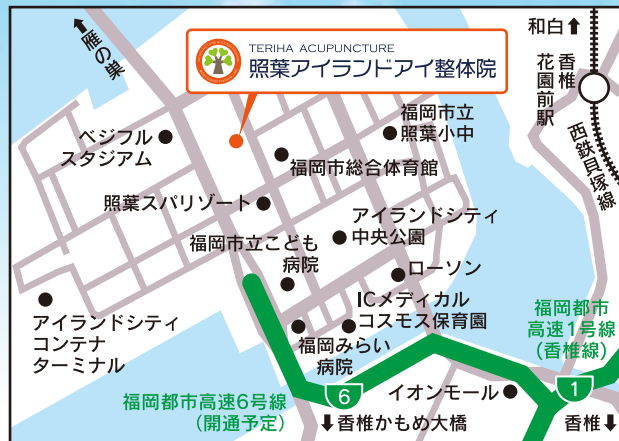 雁の巣
TERIHA ACUPUNCTURE
照葉アイランドアイ整体院
和白
香椎
花園前駅
西鉄貝塚線
ベジフル
スタジアム
福岡市立
照葉小中
福岡市総合体育館
照葉スパリゾート
アイランドシティ
中央公園
福岡市立こども
病院
ローソン
アイランドシティ
コンテナ
ターミナル
ICメディカル
コスモス保育園
福岡みらい
病院
福岡都市
高速1号線
(香椎線)
福岡都市高速6号線
(開通予定)
6
イオンモール
1
香椎かもめ大橋
香椎